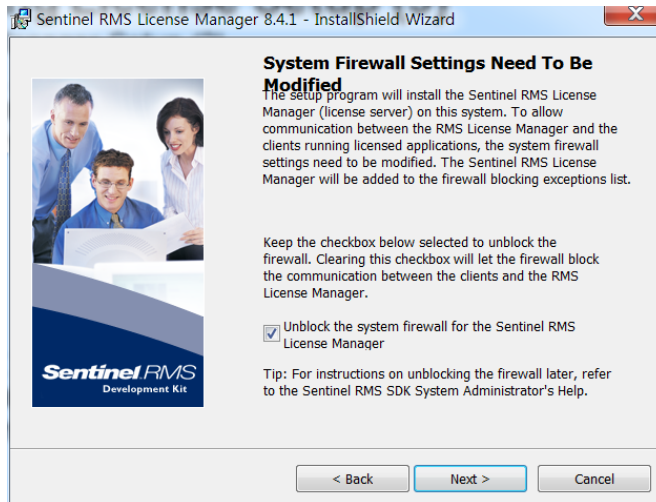 Sentinel RMS License Manager 8.4.1 - InstallShield Wizard
System Firewall Settings Need To Be
Modified
The setup program will install the Sentinel RMS License
Manager (license server) on this system. To allow
communication between the RMS License Manager and the
clients running licensed applications, the system firewall
settings need to be modified. The Sentinel RMS License
Manager will be added to the firewall blocking exceptions list.
Keep the checkbox below selected to unblock the
firewall. Clearing this checkbox will let the firewall block
the communication between the clients and the RMS
License Manager.
Unblock the system firewall for the Sentinel RMS
License Manager
Sentinel RMS
Development Kit
Tip: For instructions on unblocking the firewall later, refer
to the Sentinel RMS SDK System Administrator's Help.
< Back
Next >
Cancel